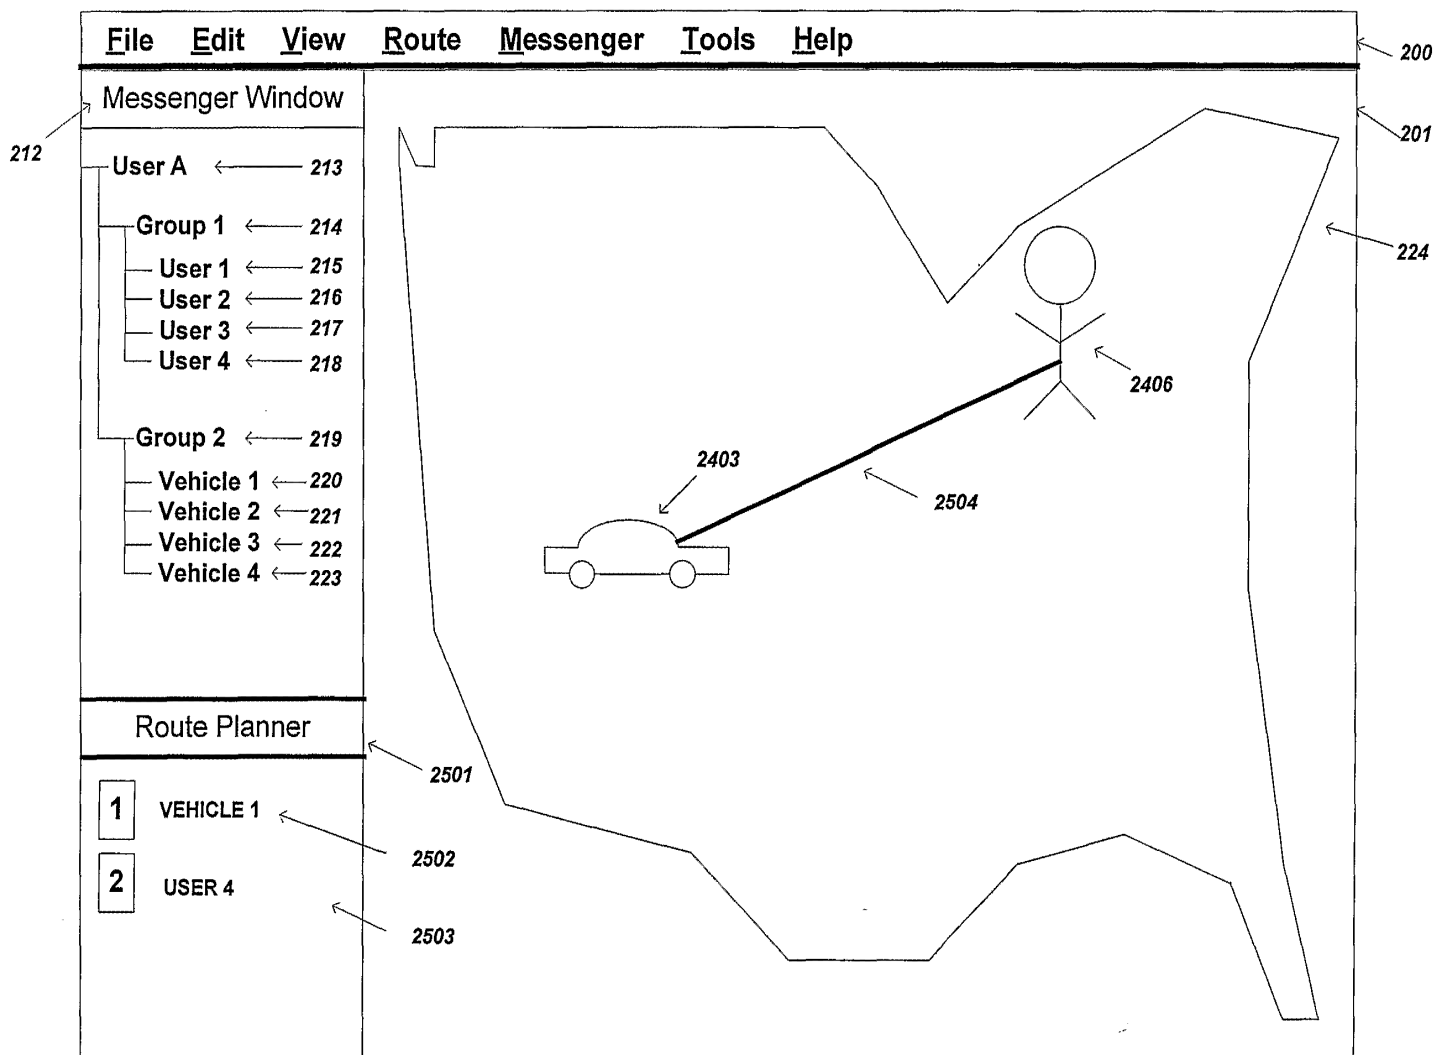 File Edit View Route Messenger Tools Help
200
Messenger Window
201
212
User A 213
Group 1 214
224
User 1 215
User 2 216
User 3 217
User 4 218
2406
Group 2 219
2403
Vehicle 1 220
2504
Vehicle 2 221
Vehicle 3 222
Vehicle 4 223
Route Planner
2501
1 VEHICLE 1
2502
2 USER 4
2503